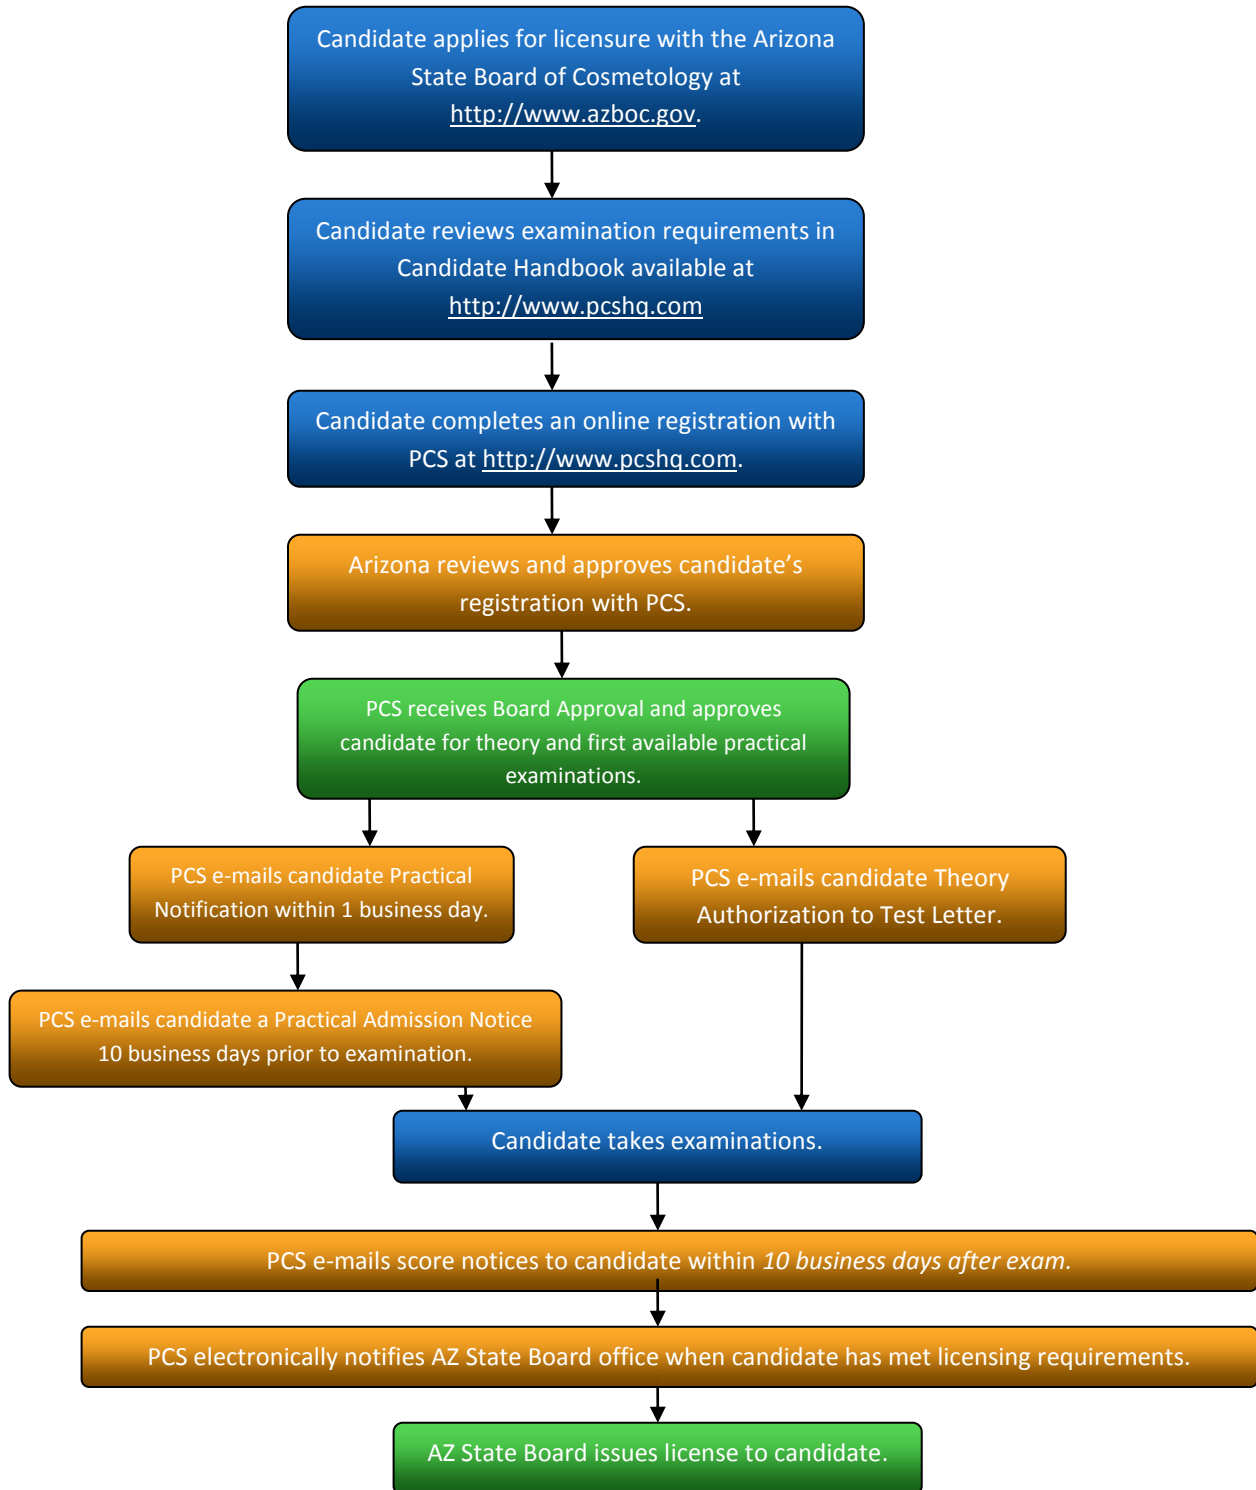 Candidate applies for licensure with the Arizona
State Board of Cosmetology at
http://www.azboc.gov.
Candidate reviews examination requirements in
Candidate Handbook available at
http://www.pcshq.com
Candidate completes an online registration with
PCS at http://www.pcshq.com.
Arizona reviews and approves candidate’s
registration with PCS.
PCS receives Board Approval and approves
candidate for theory and first available practical
examinations.
PCS e-mails candidate Practical
Notification within 1 business day.
PCS e-mails candidate Theory
Authorization to Test Letter.
PCS e-mails candidate a Practical Admission Notice
10 business days prior to examination.
Candidate takes examinations.
PCS e-mails score notices to candidate within 10 business days after exam.
PCS electronically notifies AZ State Board office when candidate has met licensing requirements.
AZ State Board issues license to candidate.